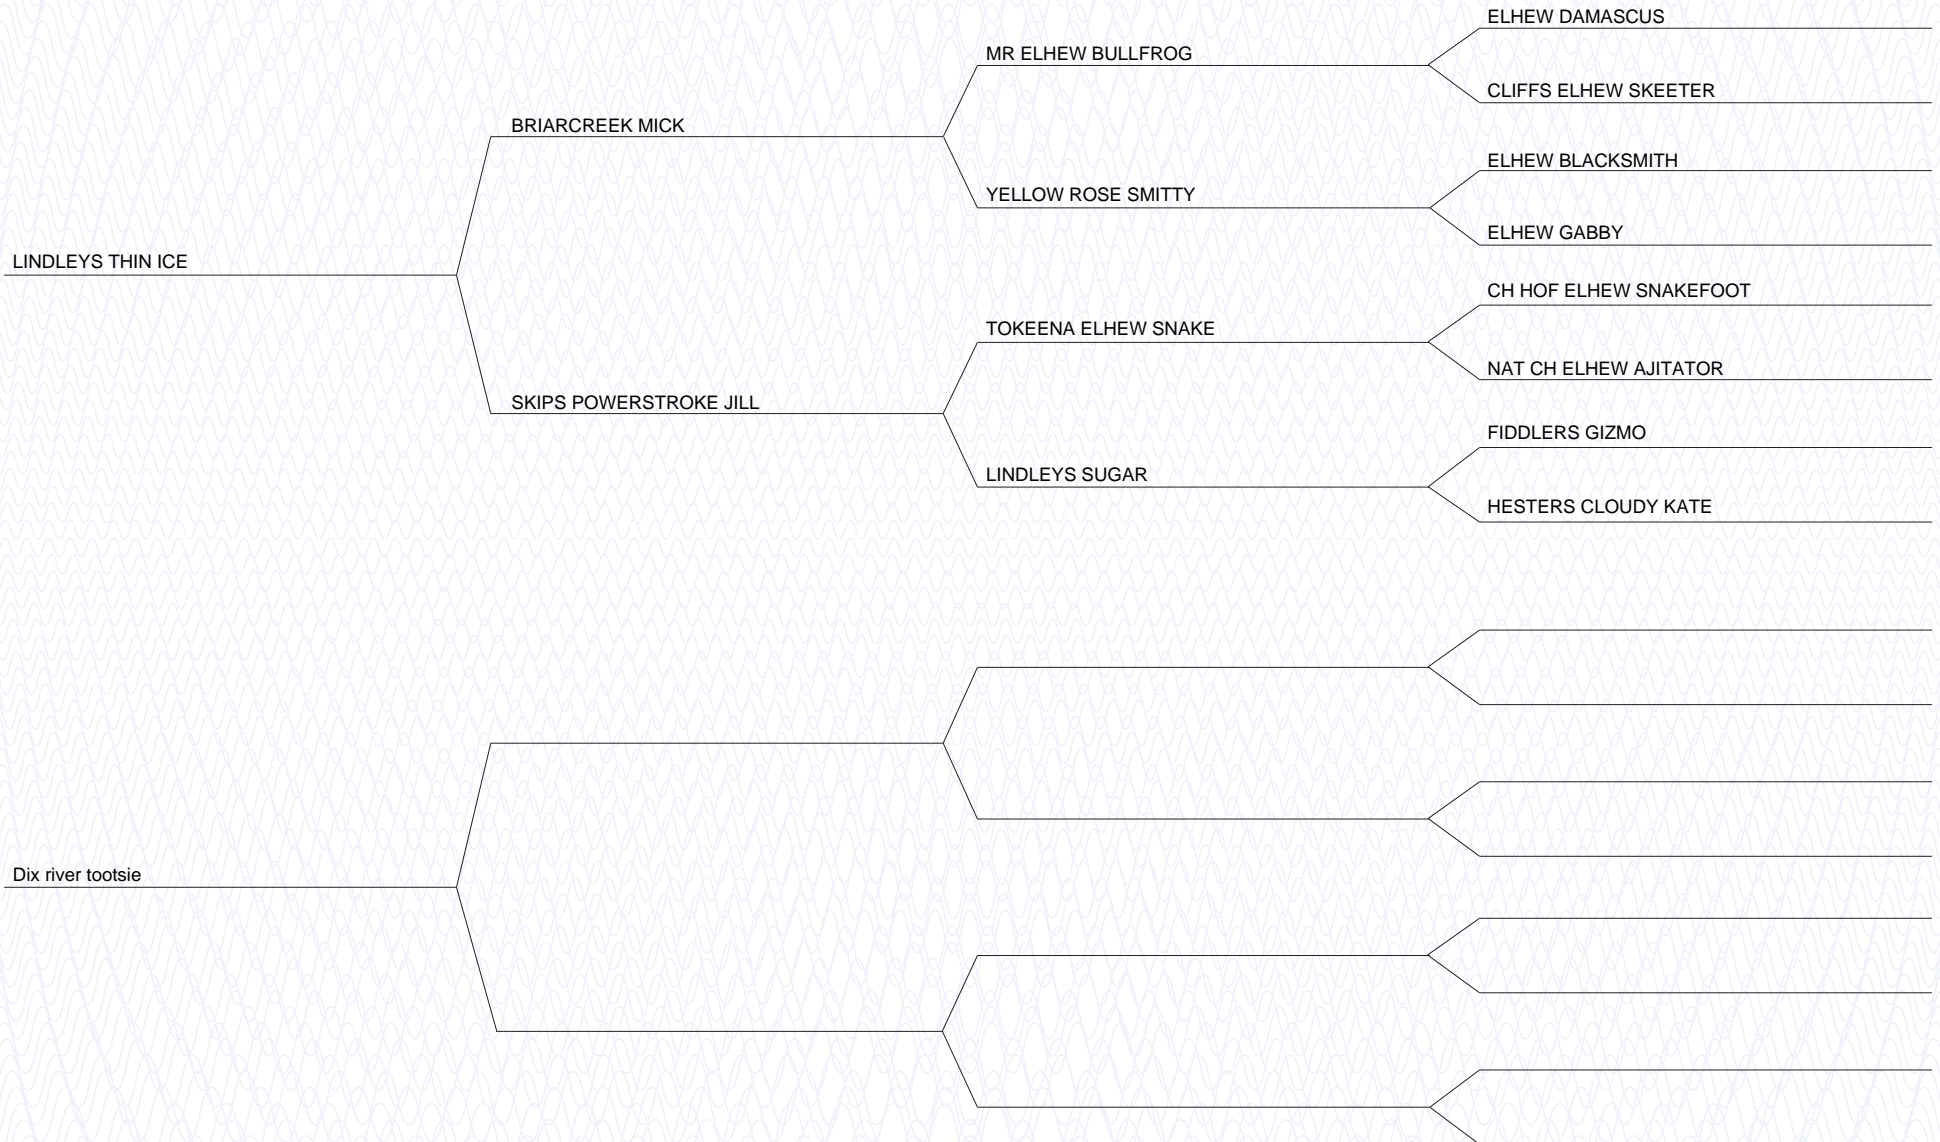 ELHEW DAMASCUS
MR ELHEW BULLFROG
CLIFFS ELHEW SKEETER
BRIARCREEK MICK
ELHEW BLACKSMITH
YELLOW ROSE SMITTY
ELHEW GABBY
LINDLEYS THIN ICE
CH HOF ELHEW SNAKEFOOT
TOKEENA ELHEW SNAKE
NAT CH ELHEW AJITATOR
SKIPS POWERSTROKE JILL
FIDDLERS GIZMO
LINDLEYS SUGAR
HESTERS CLOUDY KATE
Dix river tootsie